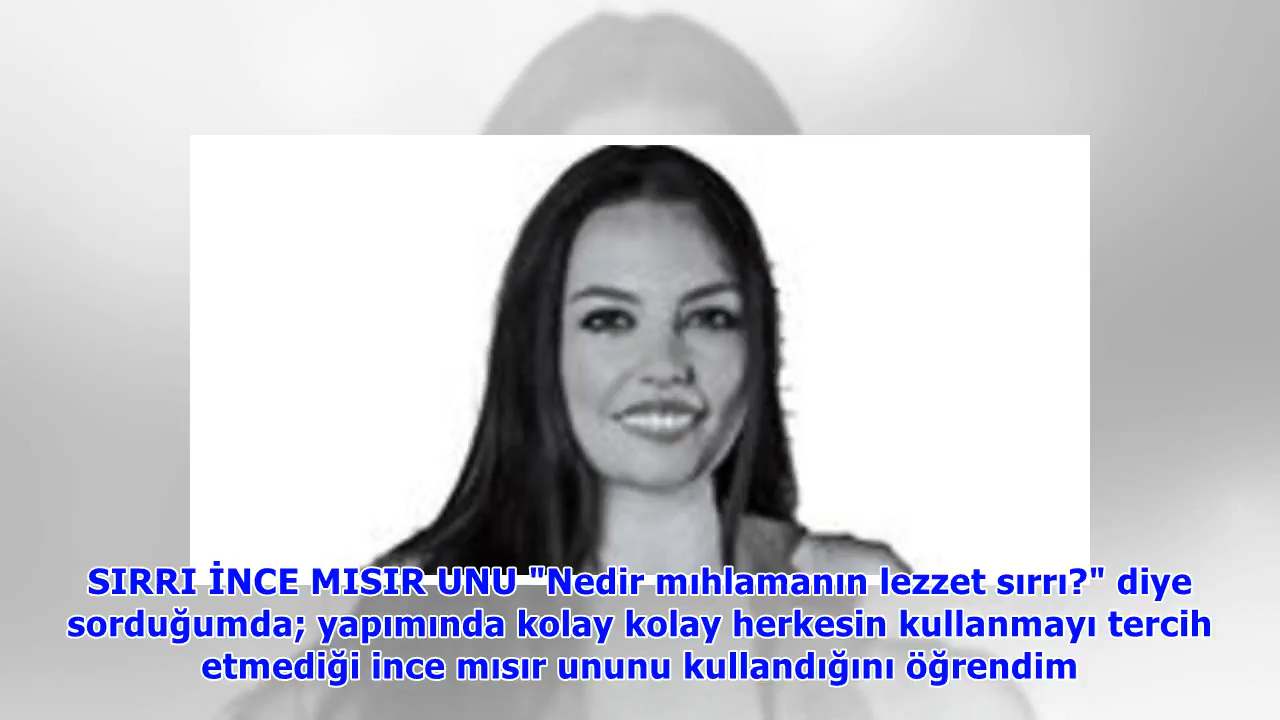 SIRRI İNCE MISIR UNU "Nedir mıhlamanın lezzet sırrı?" diye
sorduğumda; yapımında kolay kolay herkesin kullanmayı tercih
etmediği ince mısır ununu kullandığını öğrendim